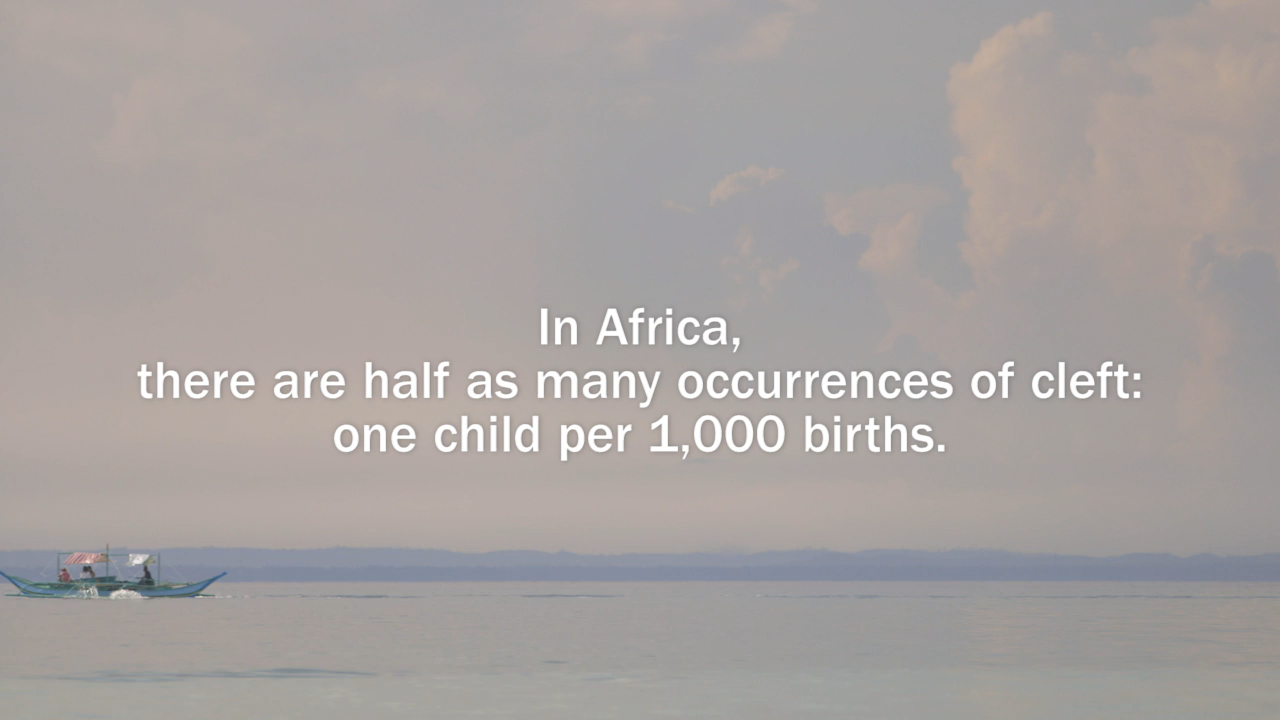 In Africa,
there are half as many occurrences of cleft:
one child per 1,000 births.